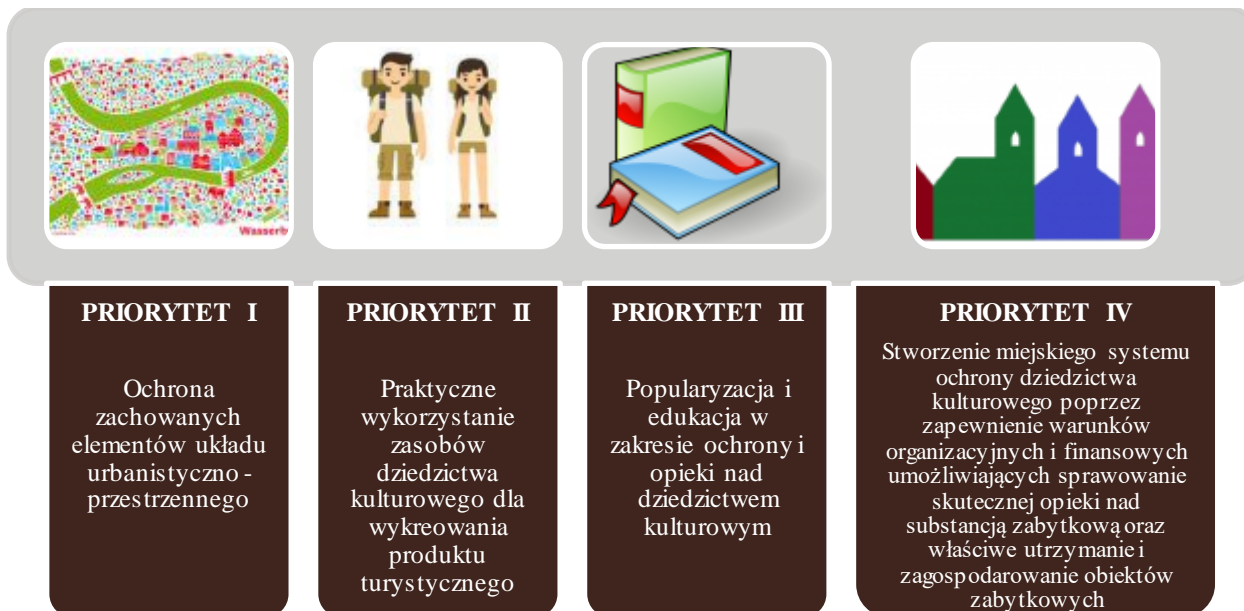 Wasserb
PRIORYTET I
Ochrona
zachowanych
elementów układu
urbanistyczno-
przestrzennego
PRIORYTET II
Praktyczne
wykorzystanie
zasobów
dziedzictwa
kulturowego dla
wykreowania
produktu
turystycznego
PRIORYTET III
Popularyzacja i
edukacja w
zakresie ochrony i
opieki nad
dziedzictwem
kulturowym
PRIORYTET IV
Stworzenie miejskiego systemu
ochrony dziedzictwa
kulturowego poprzez
zapewnienie warunków
organizacyjnych i finansowych
umożliwiających sprawowanie
skutecznej opieki nad
substancją zabytkową oraz
właściwe utrzymanie i
zagospodarowanie obiektów
zabytkowych